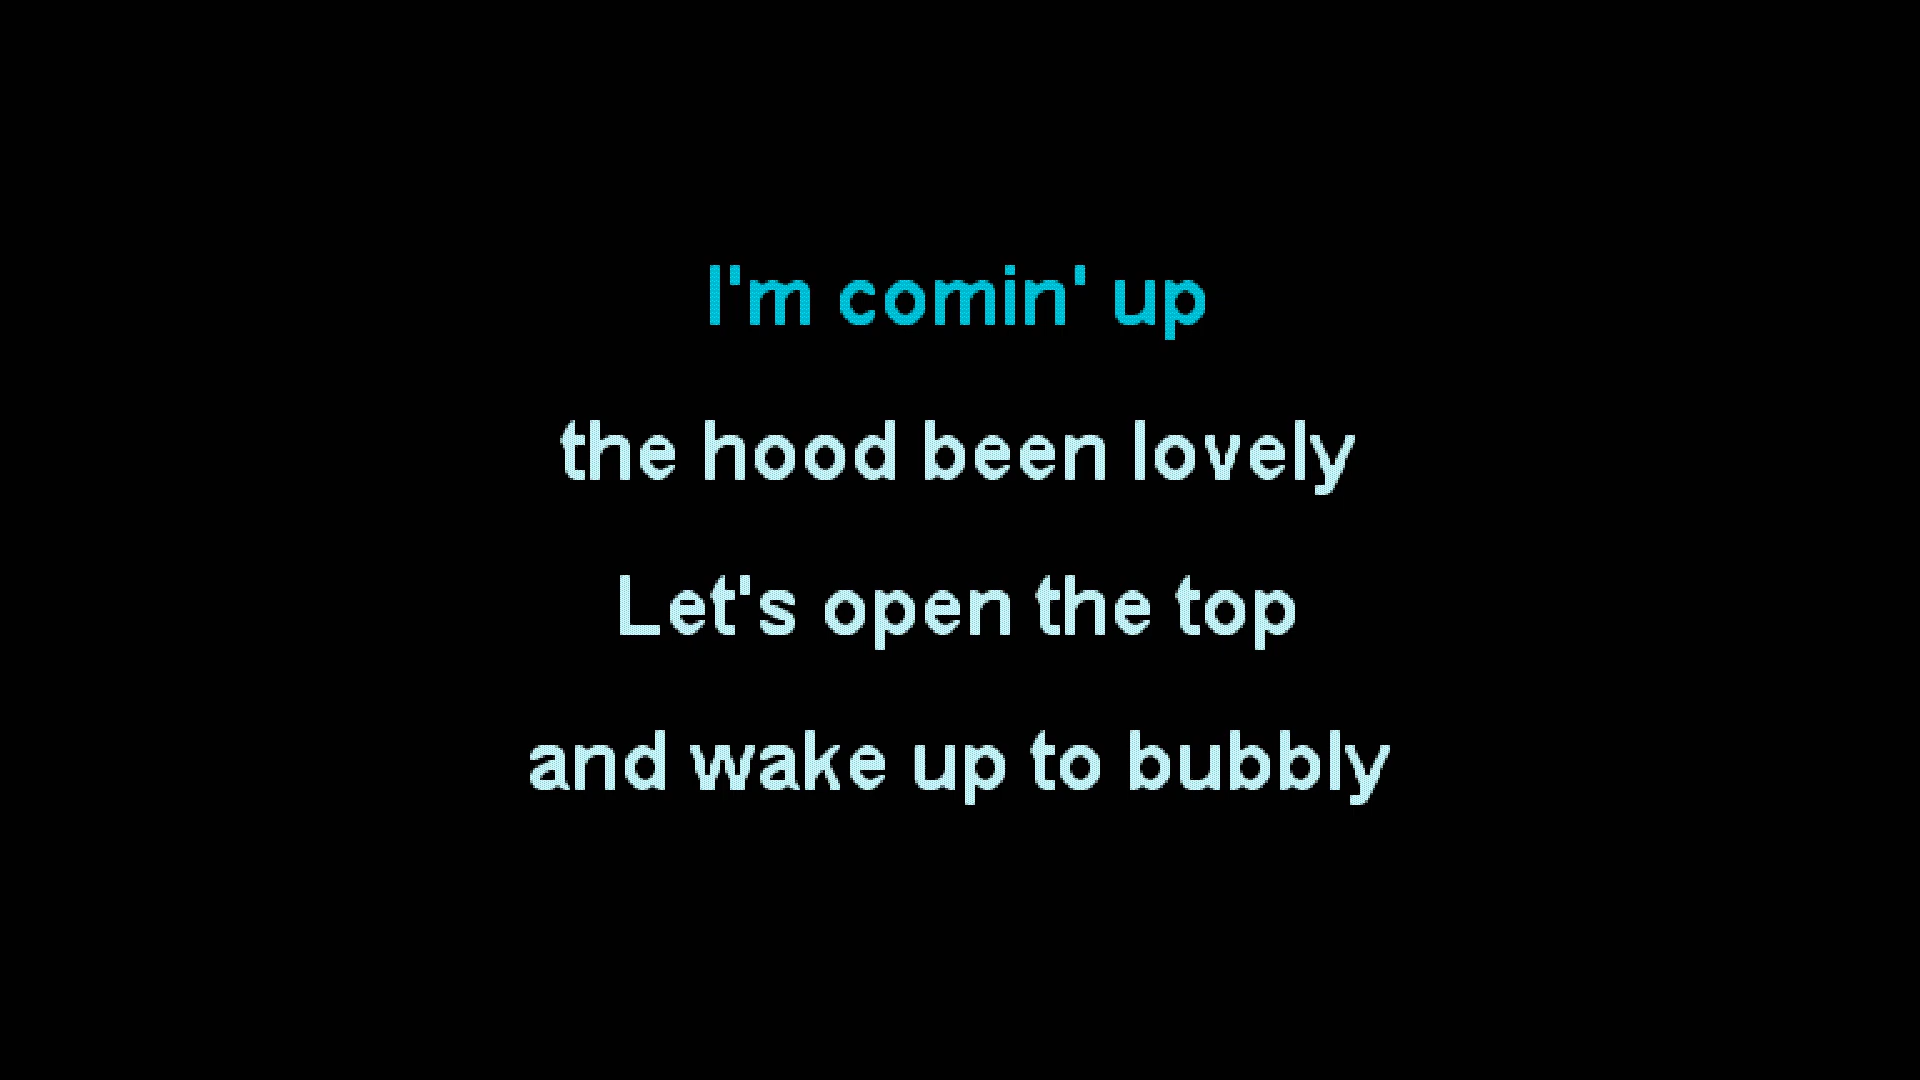 I'm comin' up
the hood been lovely
Let's open the top
and wake up to bubbly